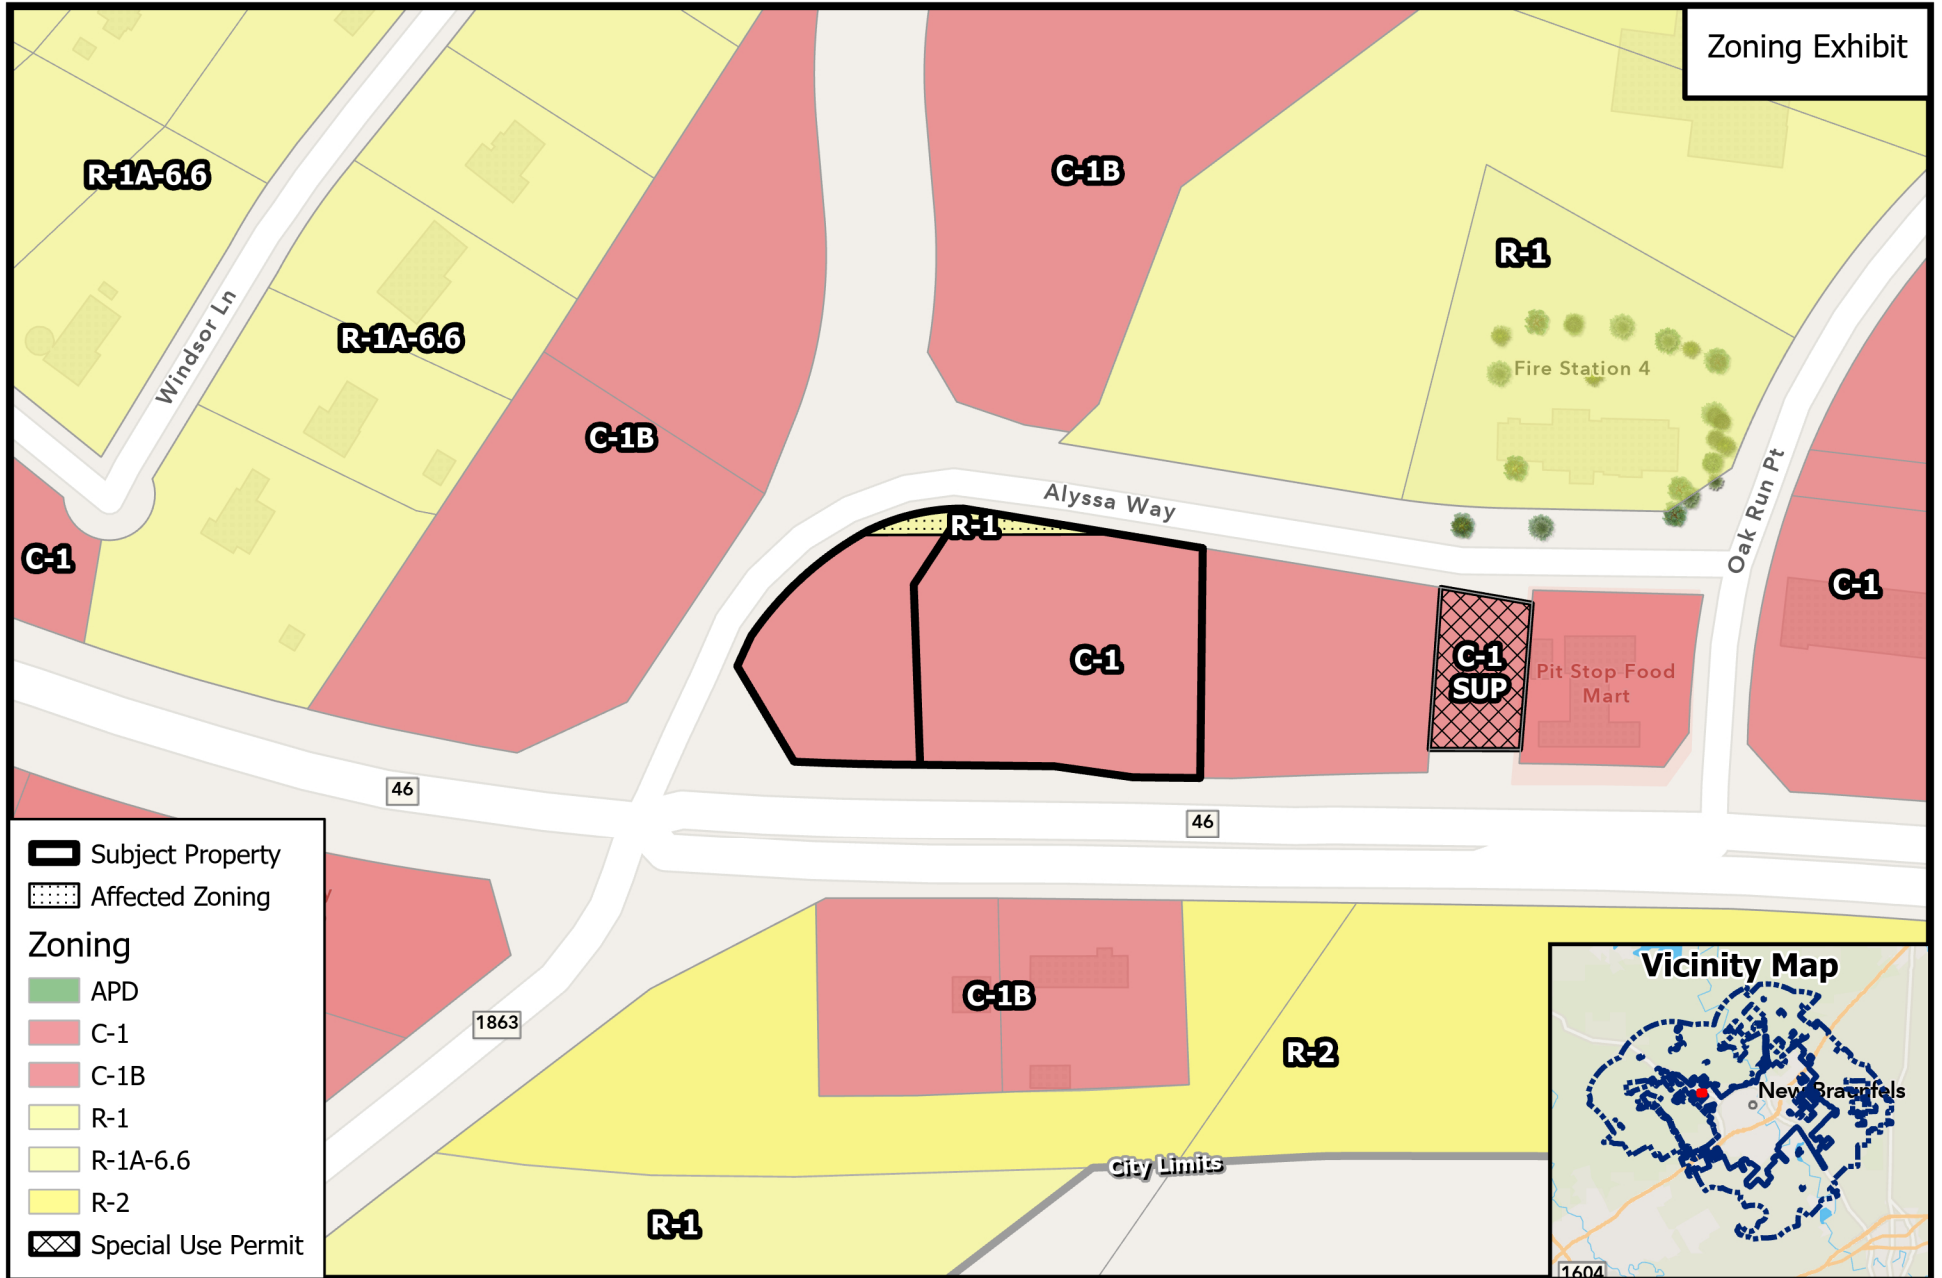 Zoning Exhibit
R-1A-6.6
C-1B
R-1
Windsor Ln
R-1A-6.6
Fire Station 4
C-1B
Alyssa Way
R-1
Oak Run Pt
C-1
C-1
C-1
C-1
SUP
Pit Stop Food
Mart
46
46
Subject Property
Affected Zoning
Zoning
APD
C-1
C-1B
R-1
R-1A-6.6
R-2
Special Use Permit
1863
C-1B
R-2
City Limits
R-1
Vicinity Map
New Braunfels
1604